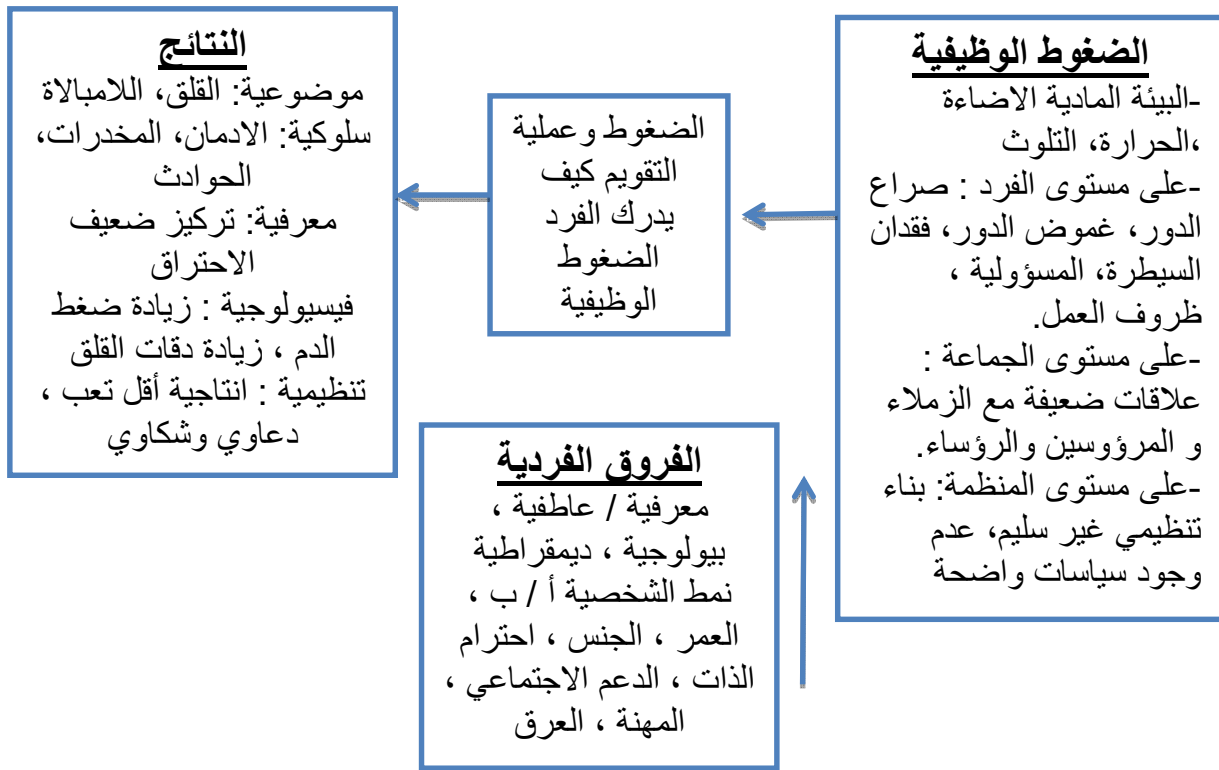 الضغوط الوظيفية
-البيئة المادية الاضاءة
،الحرارة، التلوث
-على مستوى الفرد : صراع
الدور، غموض الدور، فقدان
السيطرة، المسؤولية ،
ظروف العمل.
-على مستوى الجماعة :
علاقات ضعيفة مع الزملاء
و المرؤوسين والرؤساء.
-على مستوى المنظمة: بناء
تنظيمي غير سليم، عدم
وجود سياسات واضحة
الضغوط وعملية
التقويم كيف
يدرك الفرد
الضغوط
الوظيفية
النتائج
موضوعية: القلق، اللامبالاة
سلوكية: الادمان، المخدرات،
الحوادث
معرفية: تركيز ضعيف
الاحتراق
فيسيولوجية : زيادة ضغط
الدم ، زيادة دقات القلق
تنظيمية : انتاجية أقل تعب ،
دعاوي وشكاوي
الفروق الفردية
معرفية / عاطفية ،
بيولوجية ، ديمقراطية
نمط الشخصية أ / ب ،
العمر ، الجنس ، احترام
الذات ، الدعم الاجتماعي ،
المهنة ، العرق